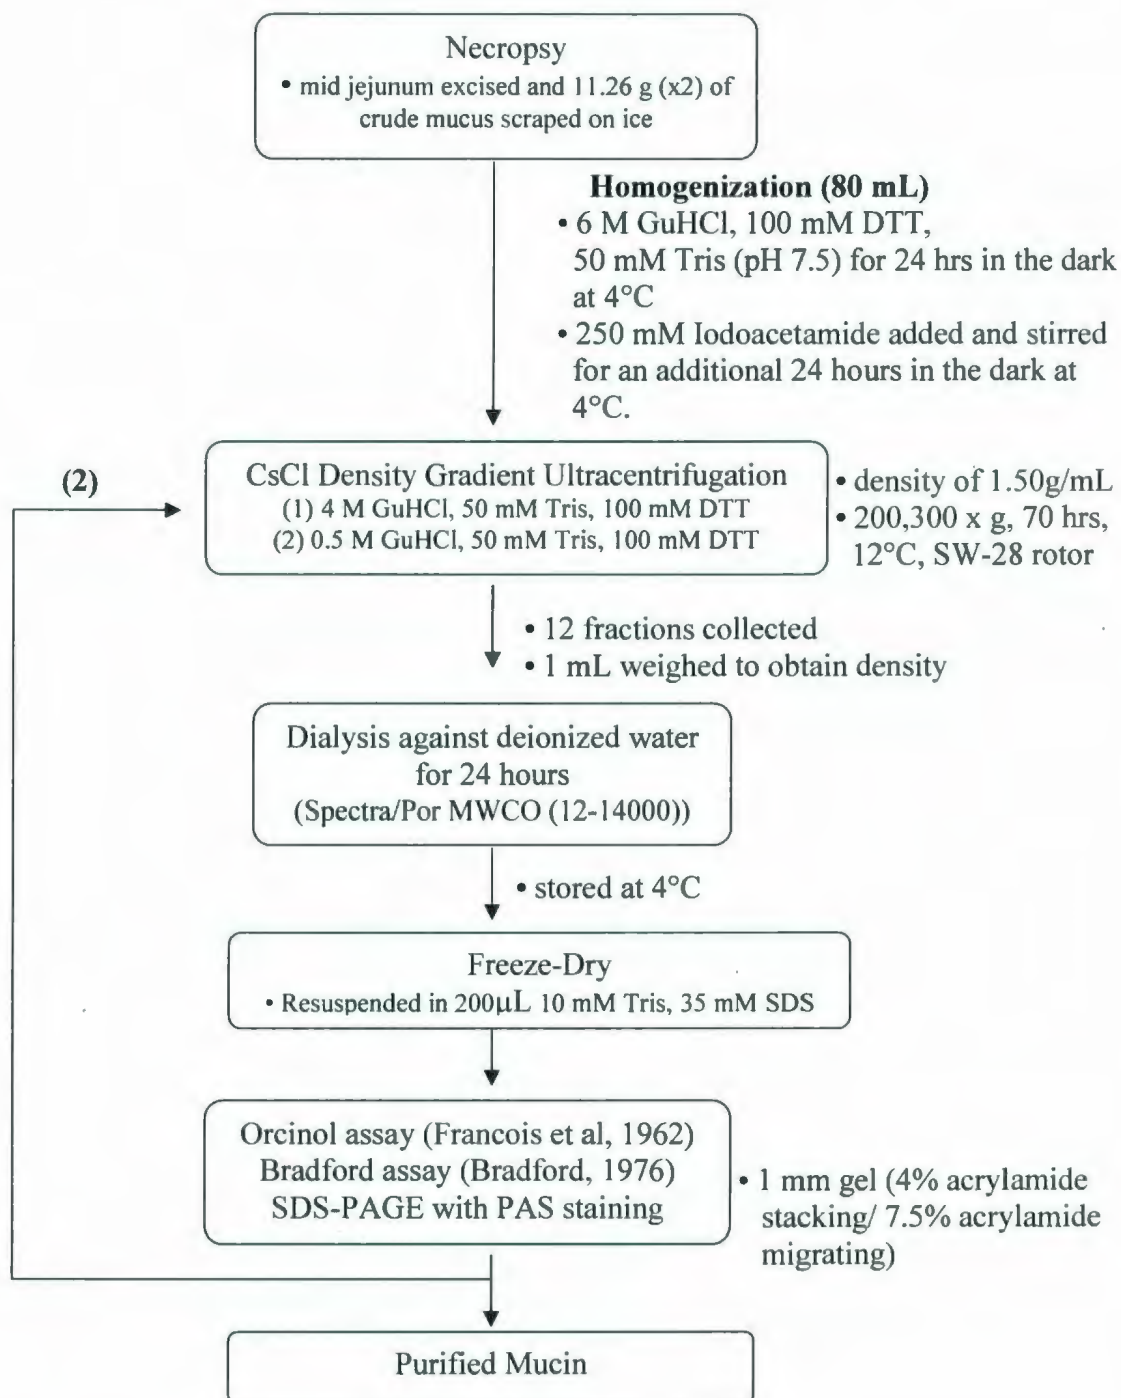 Necropsy
• mid jejunum excised and 11.26 g (x2) of
crude mucus scraped on ice
Homogenization (80 mL)
• 6 M GuHCl, 100 mM DTT,
50 mM Tris (pH 7.5) for 24 hrs in the dark
at 4°C
• 250 mM Iodoacetamide added and stirred
for an additional 24 hours in the dark at
4°C.
(2)
CsCl Density Gradient Ultracentrifugation
(1) 4 M GuHCl, 50 mM Tris, 100 mM DTT
(2) 0.5 M GuHCl, 50 mM Tris, 100 mM DTT
• density of 1.50g/mL
• 200,300 x g, 70 hrs,
12°C, SW-28 rotor
• 12 fractions collected
• 1 mL weighed to obtain density
Dialysis against deionized water
for 24 hours
(Spectra/Por MWCO (12-14000))
• stored at 4°C
Freeze-Dry
• Resuspended in 200µL 10 mM Tris, 35 mM SDS
Orcinol assay (Francois et al, 1962)
Bradford assay (Bradford, 1976)
SDS-PAGE with PAS staining
• 1 mm gel (4% acrylamide
stacking/ 7.5% acrylamide
migrating)
Purified Mucin